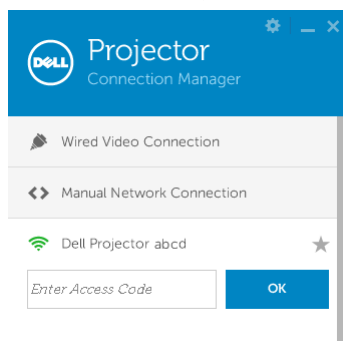 DELL
Projector
Connection Manager
Wired Video Connection
Manual Network Connection
Dell Projector abcd
Enter Access Code OK